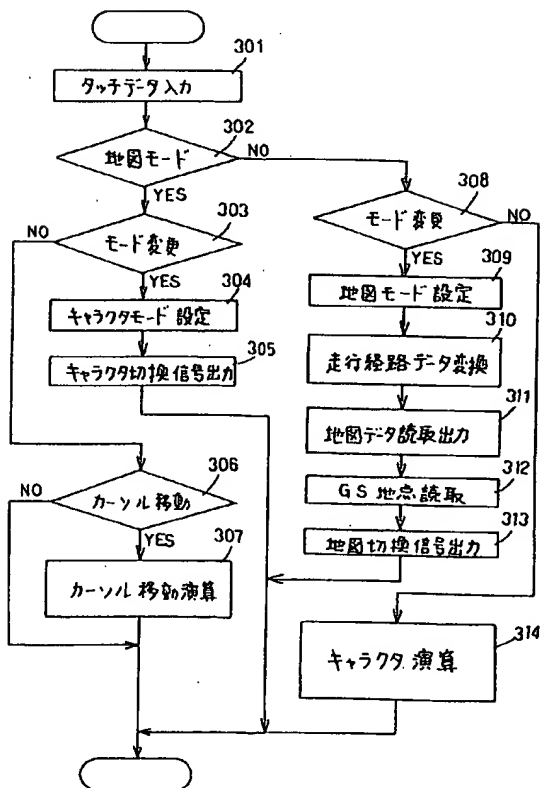 301
タッチデータ入力
302
地図モード
NO
YES
303
モード変更
NO
YES
304
キャラクタモード設定
305
キャラクタ切換信号出力
306
カーソル移動
NO
YES
307
カーソル移動演算
308
モード変更
NO
YES
309
地図モード設定
310
走行経路データ変換
311
地図データ読取出力
312
GS地点読取
313
地図切換信号出力
314
キャラクタ演算